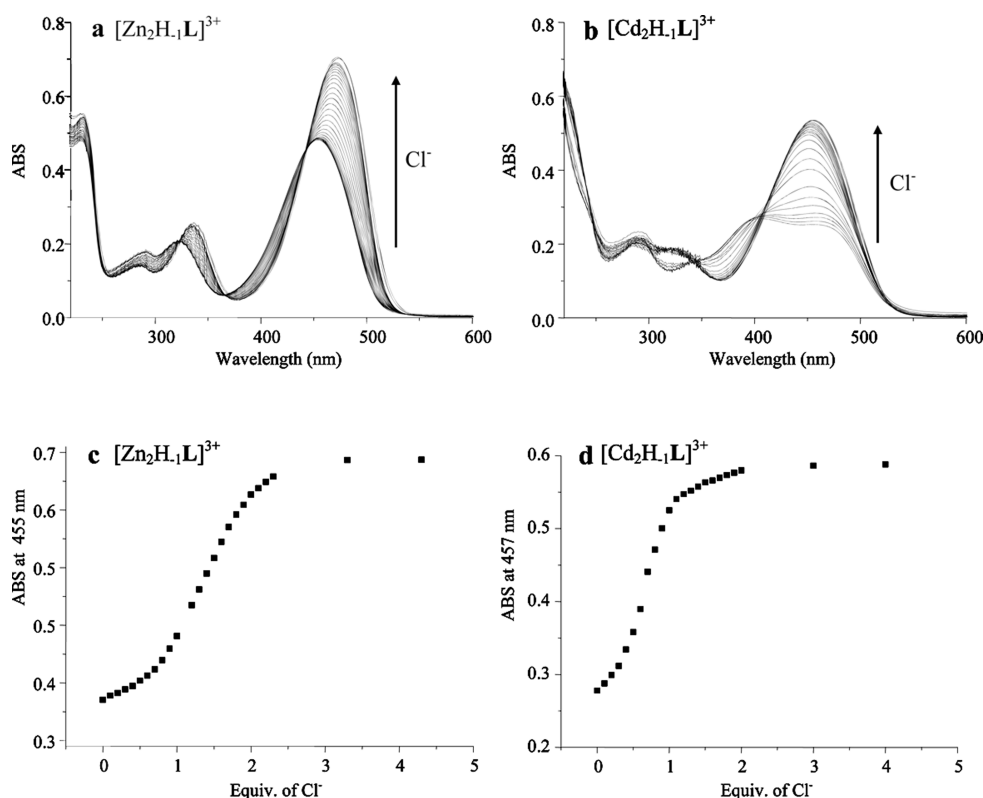 a [Zn₂H₋₁L]³⁺
ABS
0.8
0.6
0.4
0.2
0.0
Cl⁻
300 400 500 600
Wavelength (nm)
b [Cd₂H₋₁L]³⁺
ABS
0.8
0.6
0.4
0.2
0.0
Cl⁻
300 400 500 600
Wavelength (nm)
c [Zn₂H₋₁L]³⁺
ABS at 455 nm
0.7
0.6
0.5
0.5
0.4
0.3
0 1 2 3 4 5
Equiv. of Cl⁻
d [Cd₂H₋₁L]³⁺
ABS at 457 nm
0.6
0.5
0.4
0.3
0.2
0 1 2 3 4 5
Equiv. of Cl⁻